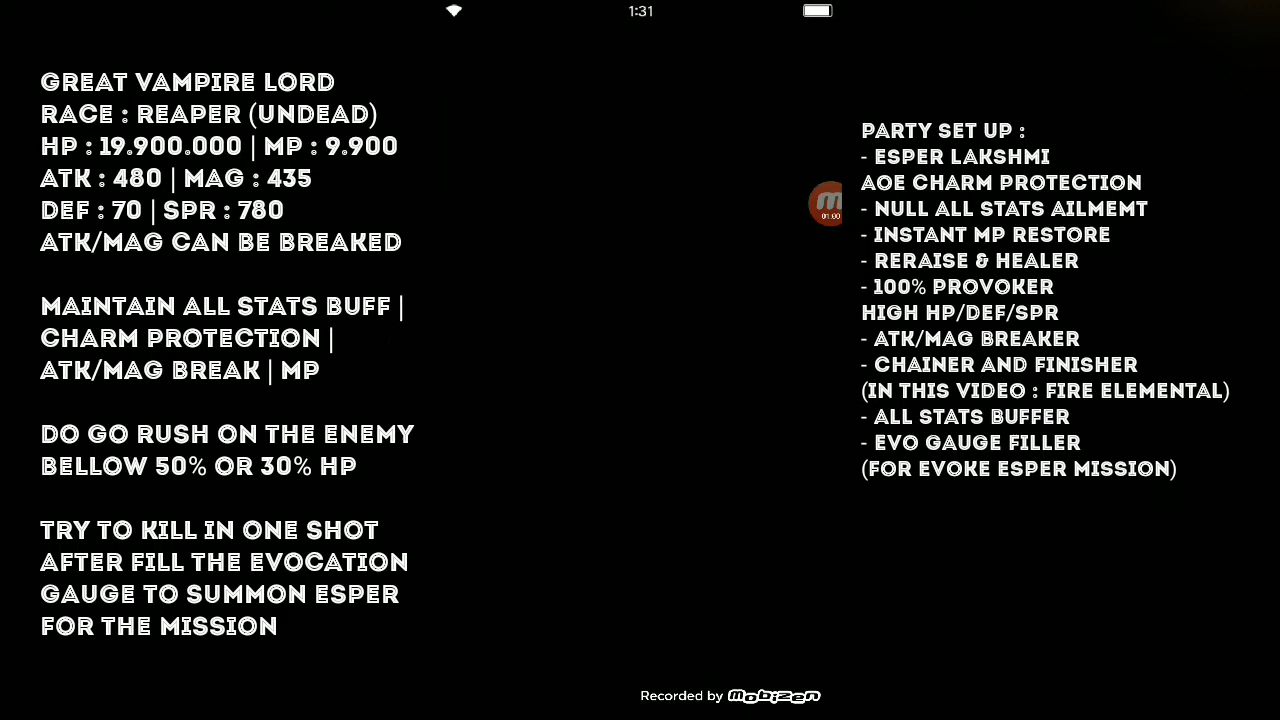 1:31
GREAT VAMPIRE LORD
RACE : REAPER (UNDEAD)
HP : 19.900.000 | MP : 9.900
ATK : 480 | MAG : 435
DEF : 70 | SPR : 780
ATK/MAG CAN BE BREAKED
MAINTAIN ALL STATS BUFF |
CHARM PROTECTION |
ATK/MAG BREAK | MP
DO GO RUSH ON THE ENEMY
BELLOW 50% OR 30% HP
TRY TO KILL IN ONE SHOT
AFTER FILL THE EVOCATION
GAUGE TO SUMMON ESPER
FOR THE MISSION
m
01:00
PARTY SET UP :
- ESPER LAKSHMI
AOE CHARM PROTECTION
- NULL ALL STATS AILMEMT
- INSTANT MP RESTORE
- RERAISE & HEALER
- 100% PROVOKER
HIGH HP/DEF/SPR
- ATK/MAG BREAKER
- CHAINER AND FINISHER
(IN THIS VIDEO : FIRE ELEMENTAL)
- ALL STATS BUFFER
- EVO GAUGE FILLER
(FOR EVOKE ESPER MISSION)
Recorded by mobizen